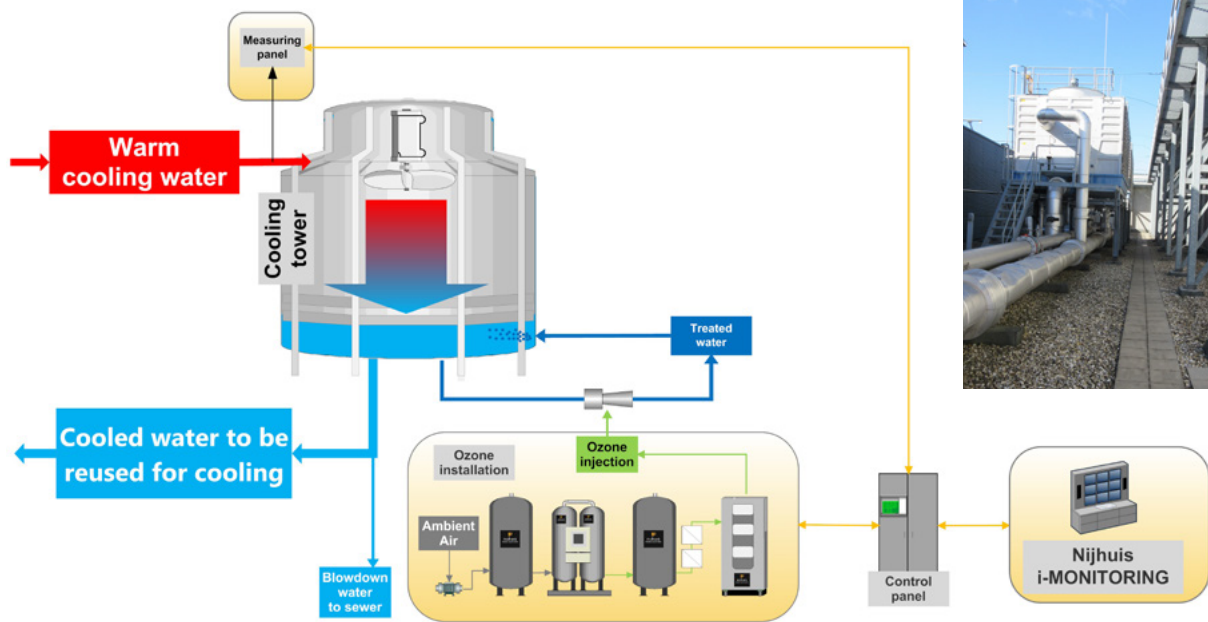 Measuring
panel
Warm
cooling water
Cooling
tower
Treated
water
Cooled water to be
reused for cooling
Ozone
installation
Ozone
injection
Ambient
Air
Blowdown
water
to sewer
Control
panel
Nijhuis
i-MONITORING